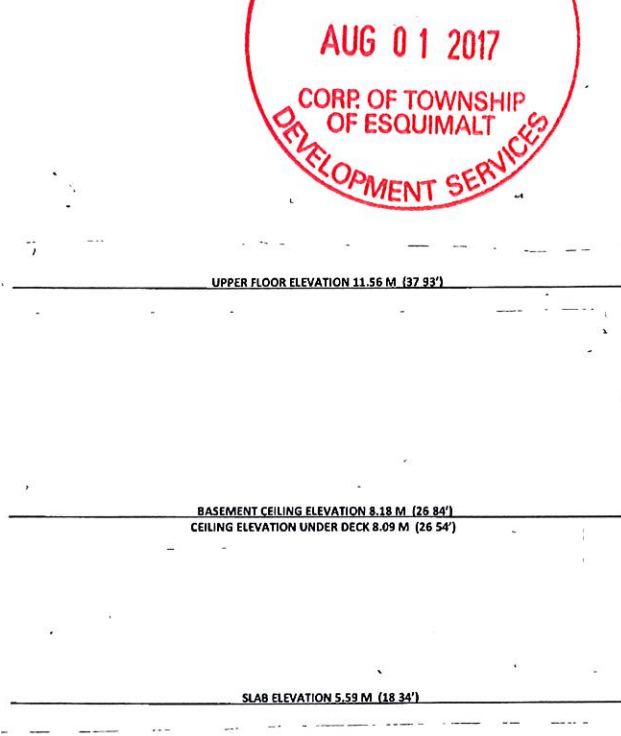 AUG 01 2017
CORP. OF TOWNSHIP
OF ESQUIMALT
DEVELOPMENT SERVICES
UPPER FLOOR ELEVATION 11.56 M (37 93')
BASEMENT CEILING ELEVATION 8.18 M (26 84')
CEILING ELEVATION UNDER DECK 8.09 M (26 54')
SLAB ELEVATION 5.59 M (18 34')